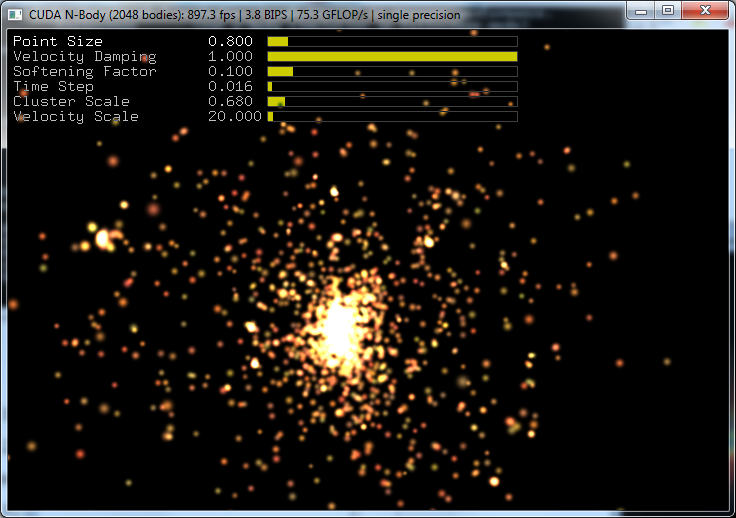 CUDA N-Body (2048 bodies): 897.3 fps | 3.8 BIPS | 75.3 GFLOP/s | single precision
Point Size 0.800
Velocity Damping 1.000
Softening Factor 0.100
Time Step 0.016
Cluster Scale 0.680
Velocity Scale 20.000